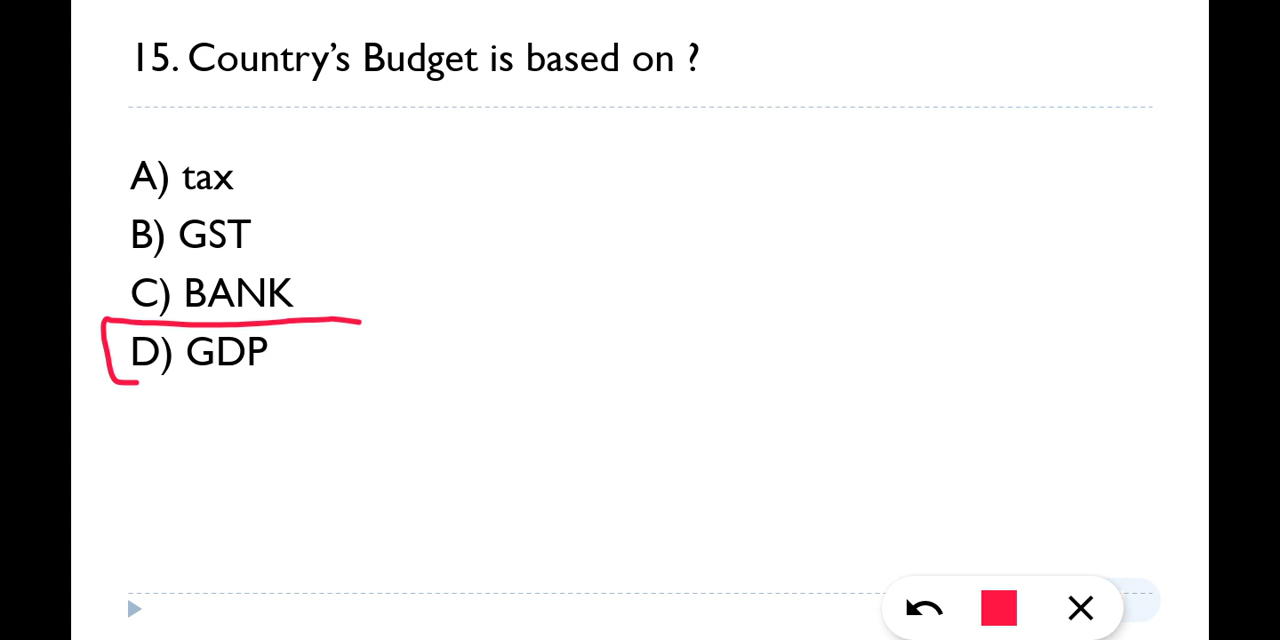 15. Country's Budget is based on ?
A) tax
B) GST
C) BANK
D) GDP